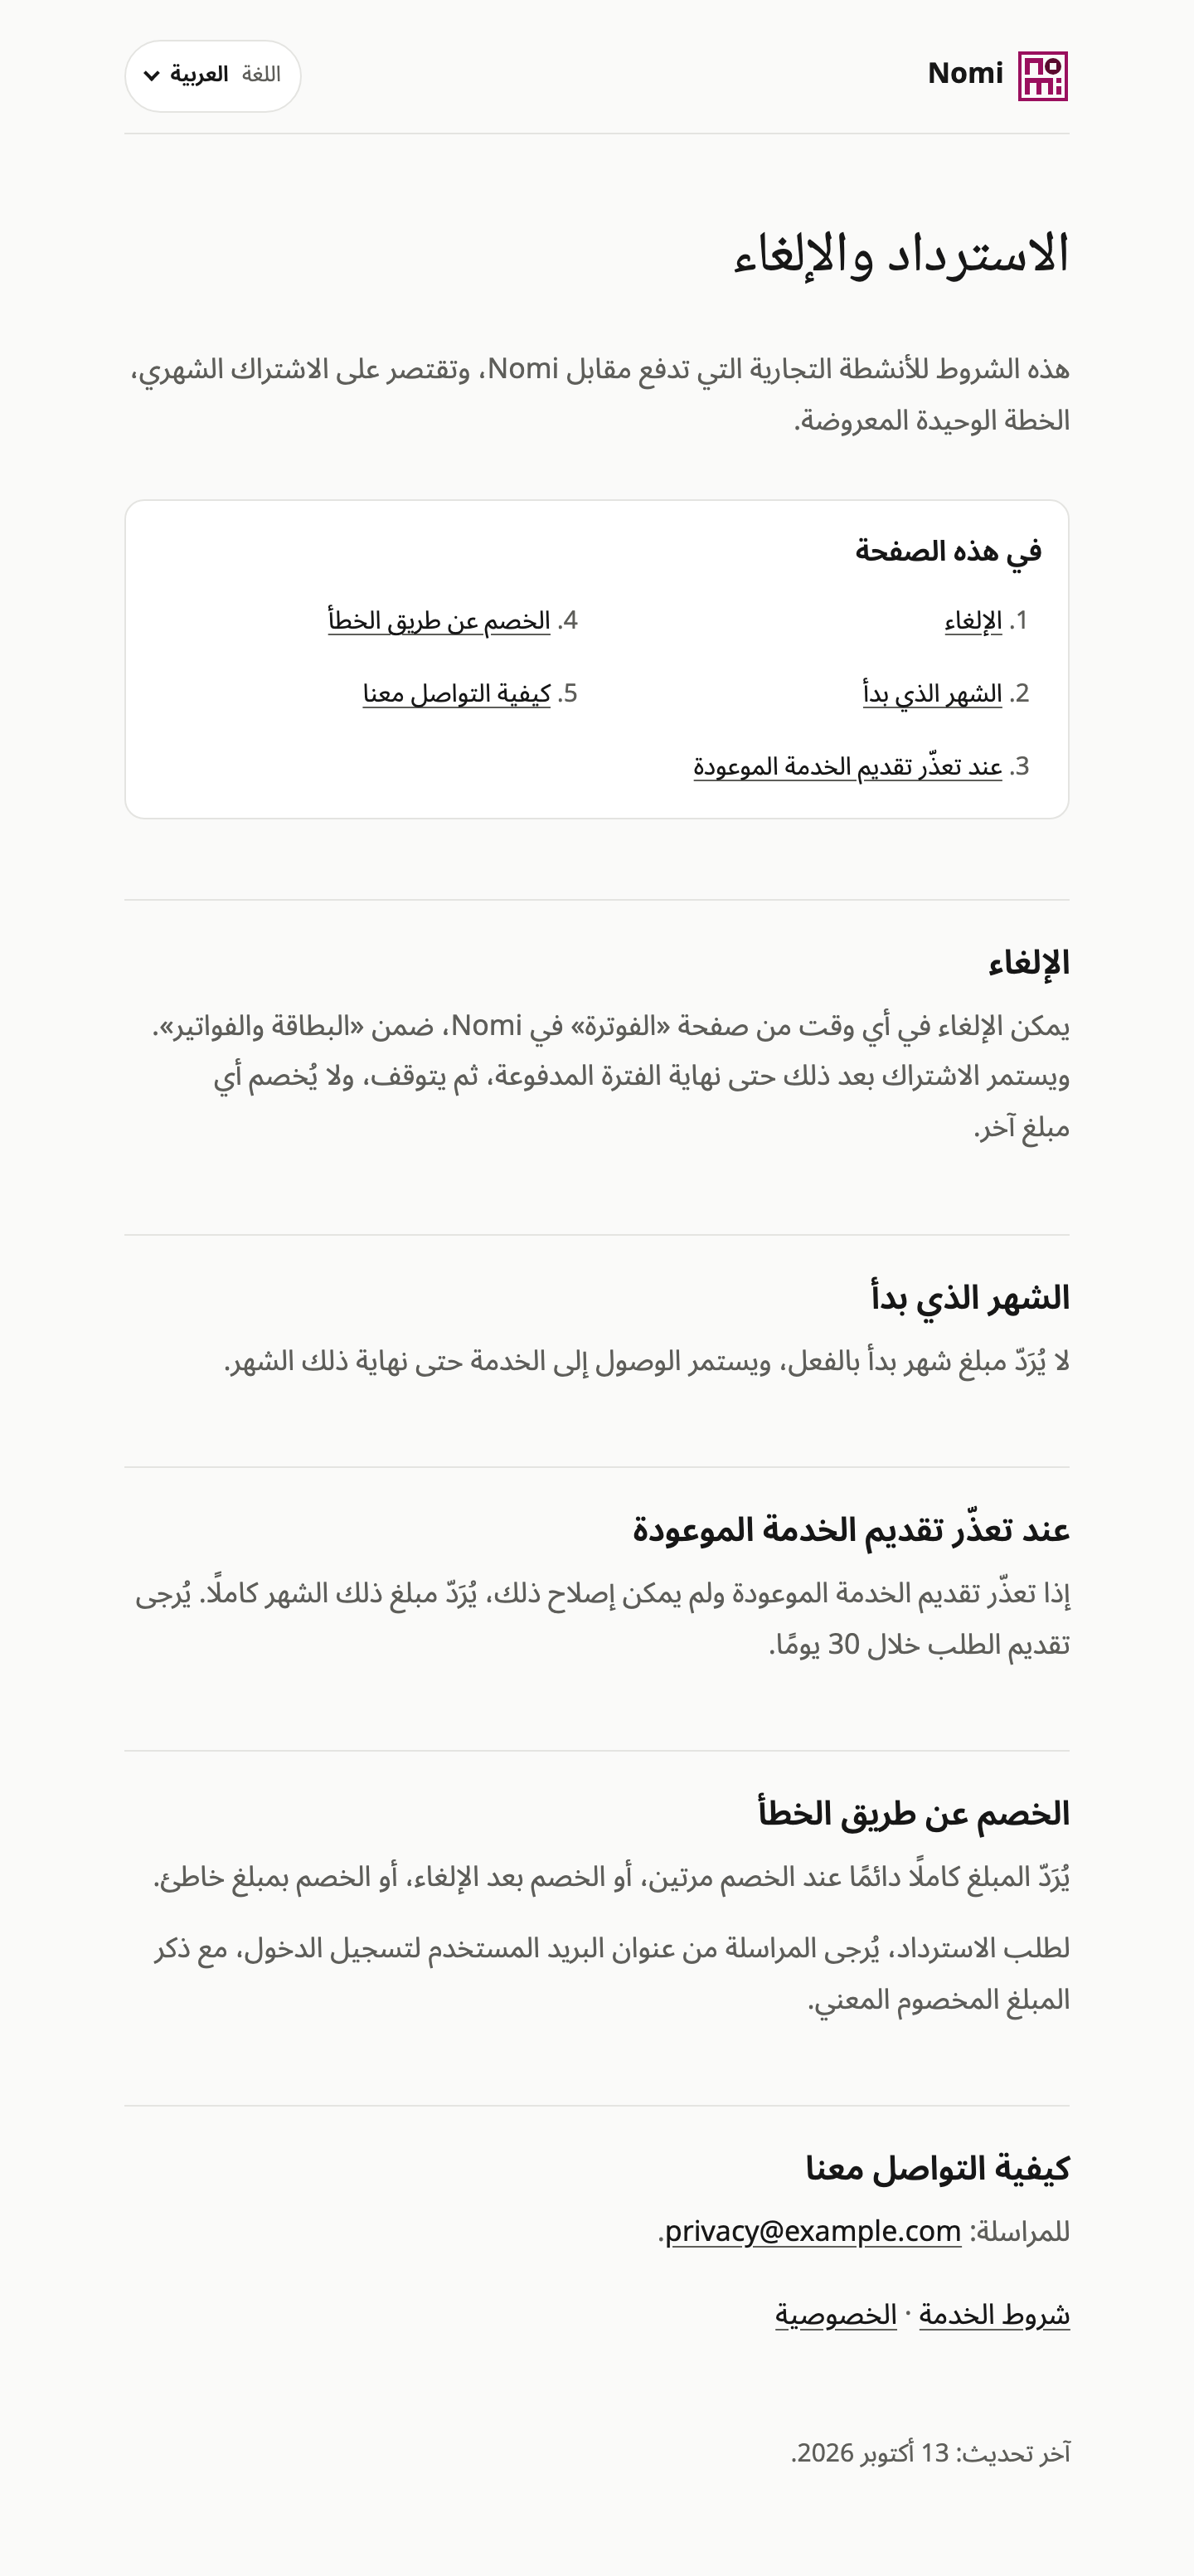 nomi
Nomi
اللغة العربية
الاسترداد والإلغاء
هذه الشروط للأنشطة التجارية التي تدفع مقابل Nomi، وتقتصر على الاشتراك الشهري،
الخطة الوحيدة المعروضة.
في هذه الصفحة
1. الإلغاء
2. الشهر الذي بدأ
3. عند تعذّر تقديم الخدمة الموعودة
4. الخصم عن طريق الخطأ
5. كيفية التواصل معنا
الإلغاء
يمكن الإلغاء في أي وقت من صفحة «الفوترة» في Nomi، ضمن «البطاقة والفواتير».
ويستمر الاشتراك بعد ذلك حتى نهاية الفترة المدفوعة، ثم يتوقف، ولا يُخصم أي
مبلغ آخر.
الشهر الذي بدأ
لا يُرَدّ مبلغ شهر بدأ بالفعل، ويستمر الوصول إلى الخدمة حتى نهاية ذلك الشهر.
عند تعذّر تقديم الخدمة الموعودة
إذا تعذّر تقديم الخدمة الموعودة ولم يمكن إصلاح ذلك، يُرَدّ مبلغ ذلك الشهر كاملًا. يُرجى
تقديم الطلب خلال 30 يومًا.
الخصم عن طريق الخطأ
يُرَدّ المبلغ كاملًا دائمًا عند الخصم مرتين، أو الخصم بعد الإلغاء، أو الخصم بمبلغ خاطئ.
لطلب الاسترداد، يُرجى المراسلة من عنوان البريد المستخدم لتسجيل الدخول، مع ذكر
المبلغ المخصوم المعني.
كيفية التواصل معنا
للمراسلة: privacy@example.com.
شروط الخدمة · الخصوصية
آخر تحديث: 13 أكتوبر 2026.